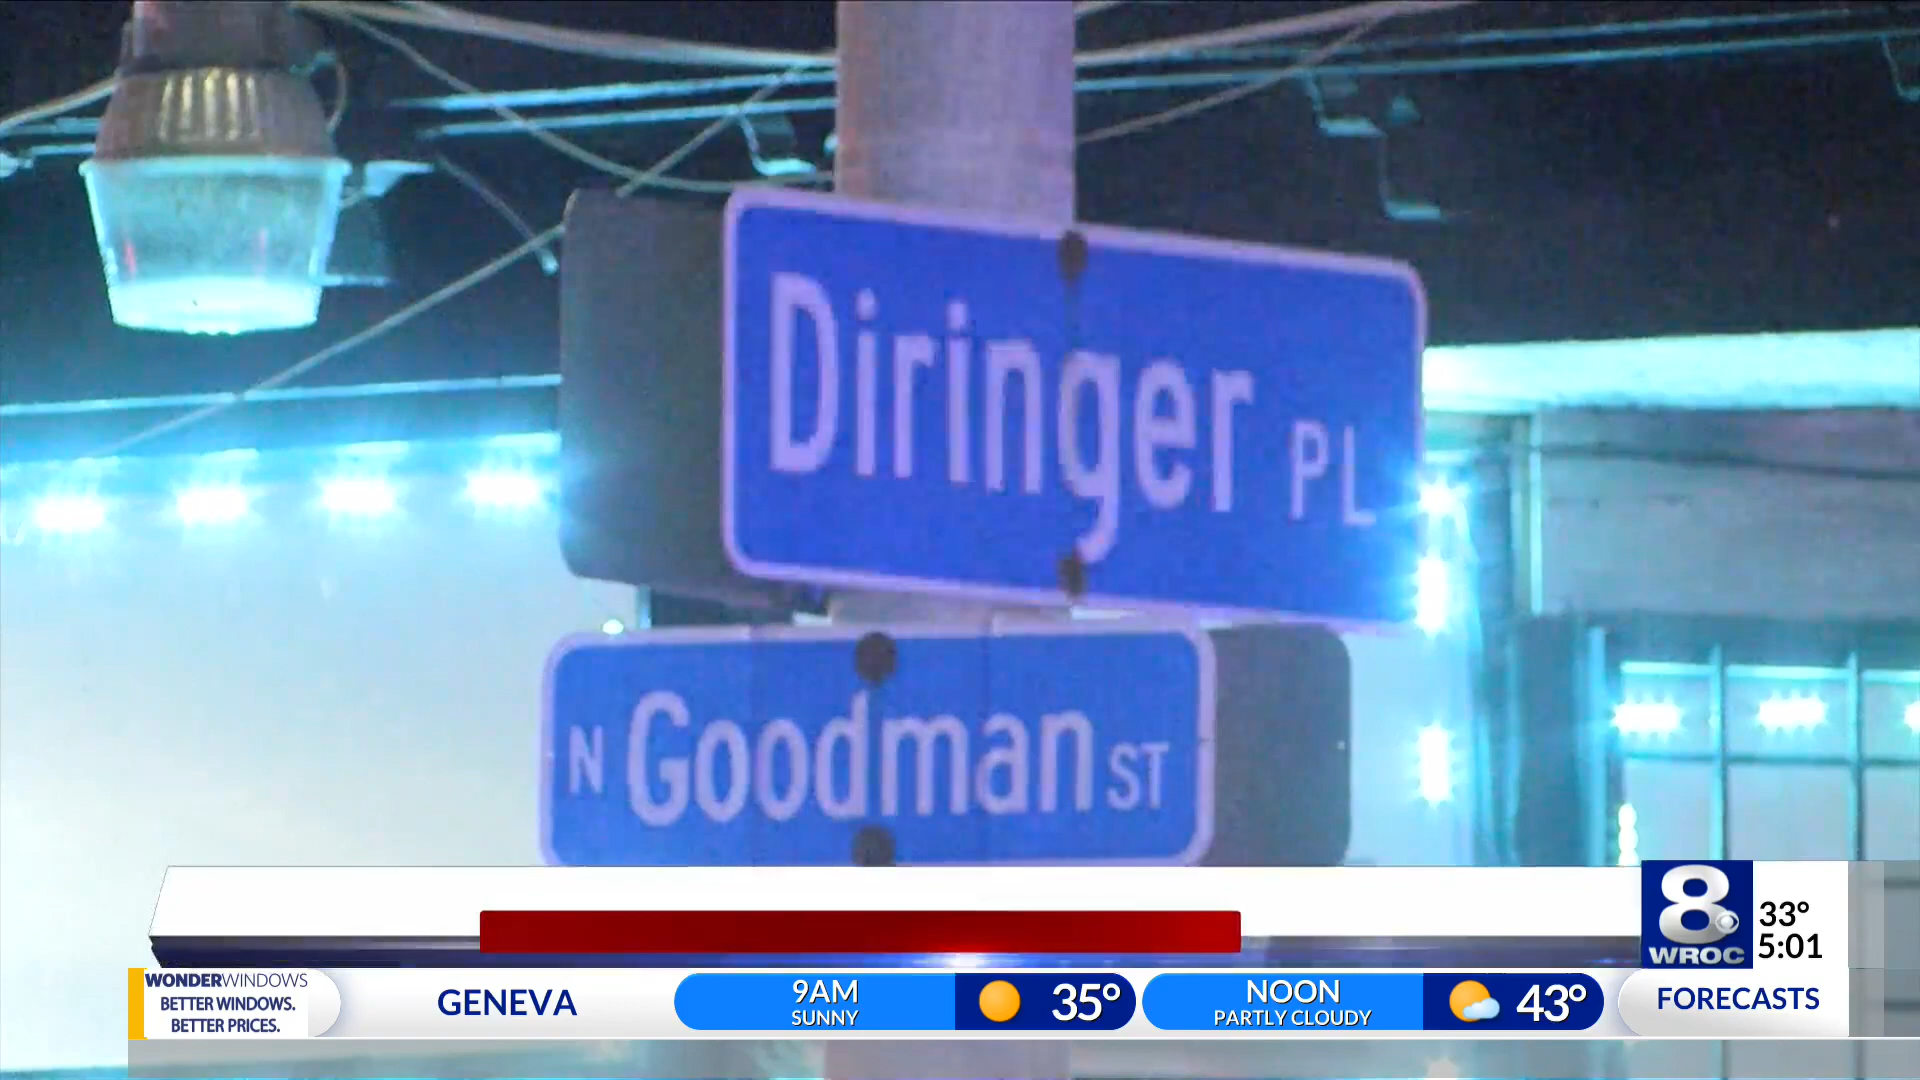 Diringer PL
N Goodman ST
8
WROC
33°
5:01
WONDERWINDOWS
BETTER WINDOWS.
BETTER PRICES.
GENEVA
9AM
SUNNY
35°
NOON
PARTLY CLOUDY
43°
FORECASTS